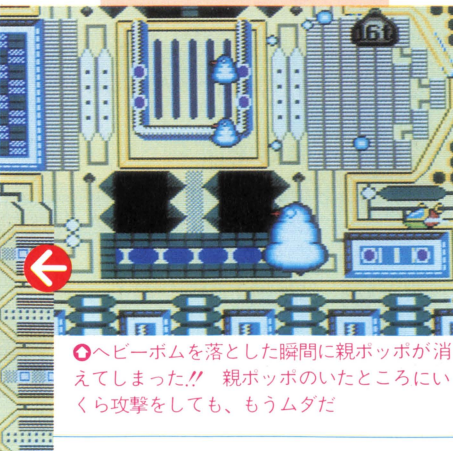 16t
⬆ヘビーボムを落とした瞬間に親ポッポが消
えてしまった!! 親ポッポのいたところにい
くら攻撃をしても、もうムダだ